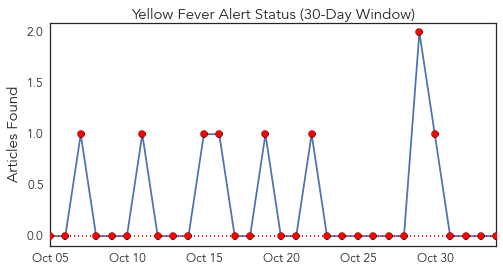 Yellow Fever Alert Status (30-Day Window)
Articles Found
2.0
1.5
1.0
0.5
0.0
Oct 05 Oct 10 Oct 15 Oct 20 Oct 25 Oct 30